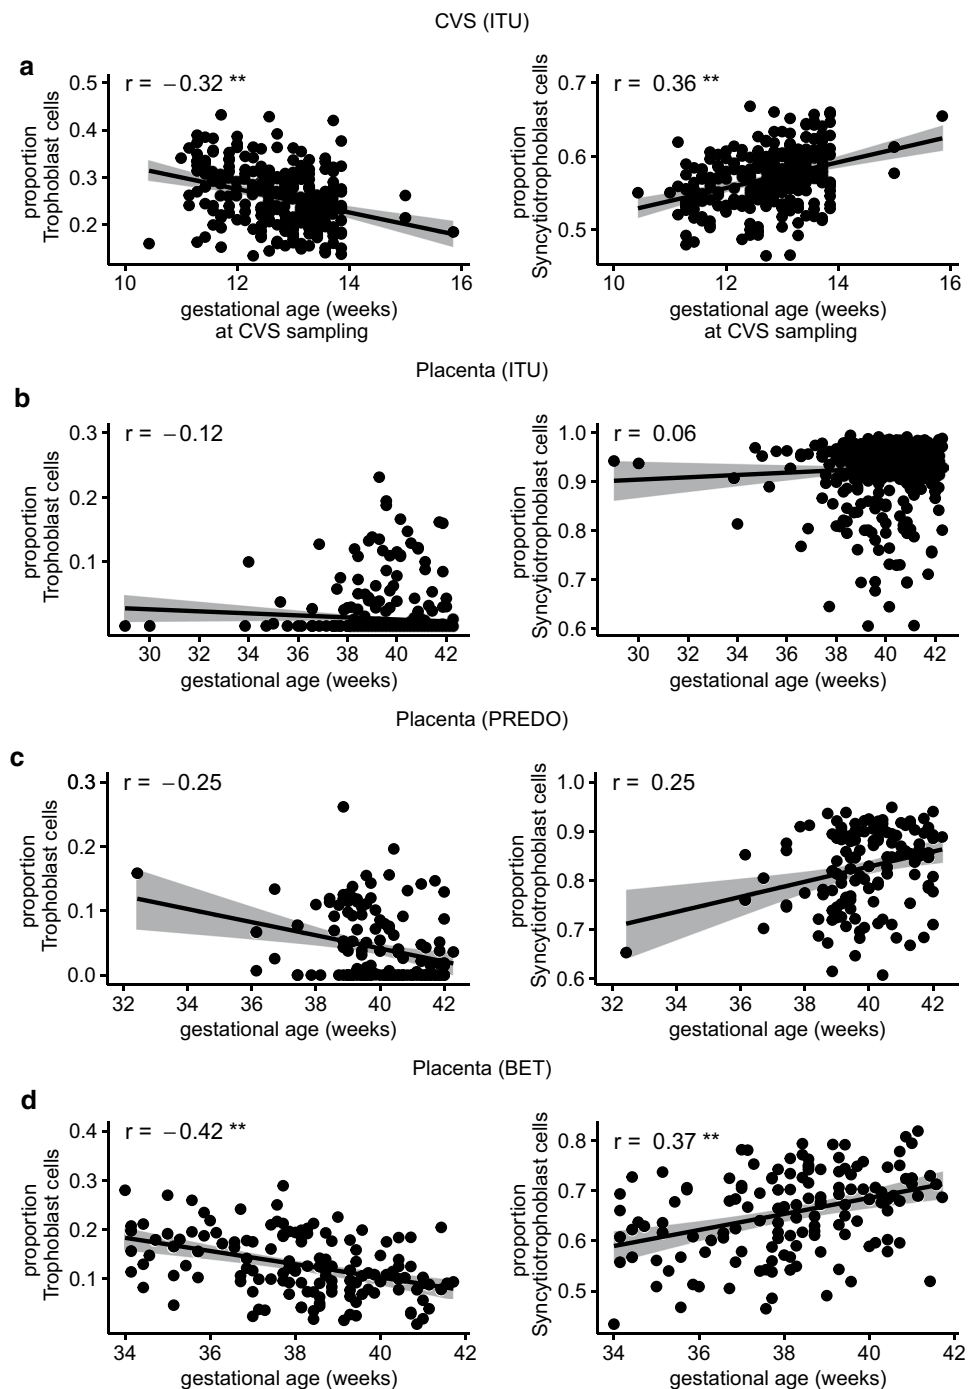 CVS (ITU)
a
r = −0.32 **
proportion
Trophoblast cells
0.5
0.4
0.3
0.2
10 12 14 16
gestational age (weeks)
at CVS sampling
r = 0.36 **
proportion
Syncytiotrophoblast cells
0.7
0.6
0.5
10 12 14 16
gestational age (weeks)
at CVS sampling
Placenta (ITU)
b
r = −0.12
proportion
Trophoblast cells
0.3
0.2
0.1
30 32 34 36 38 40 42
gestational age (weeks)
r = 0.06
proportion
Syncytiotrophoblast cells
1.0
0.9
0.8
0.7
0.6
30 32 34 36 38 40 42
gestational age (weeks)
Placenta (PREDO)
c
r = −0.25
proportion
Trophoblast cells
0.3
0.2
0.1
0.0
32 34 36 38 40 42
gestational age (weeks)
r = 0.25
proportion
Syncytiotrophoblast cells
1.0
0.9
0.8
0.7
0.6
32 34 36 38 40 42
gestational age (weeks)
Placenta (BET)
d
r = −0.42 **
proportion
Trophoblast cells
0.4
0.3
0.2
0.1
34 36 38 40 42
gestational age (weeks)
r = 0.37 **
proportion
Syncytiotrophoblast cells
0.8
0.7
0.6
0.5
34 36 38 40 42
gestational age (weeks)